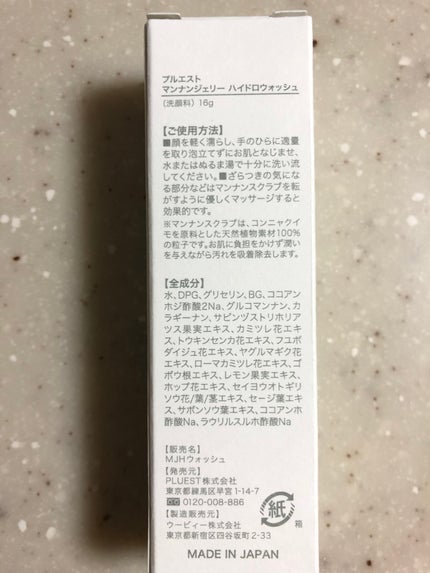 プルエスト
マンナンジェリー ハイドロウォッシュ
(洗顔料) 16g
【ご使用方法】
■顔を軽く濡らし、手のひらに適量
を取り泡立てずにお肌となじませ、
水またはぬるま湯で十分に洗い流
してください。■ざらつきの気にな
る部分などはマンナンスクラブを転
がすように優しくマッサージすると
効果的です。
※マンナンスクラブは、コンニャクイ
モを原料とした天然植物素材100%
の粒子です。お肌に負担をかけず潤い
を与えながら汚れを吸着除去します。
【全成分】
水、DPG、グリセリン、BG、ココアン
ホジ酢酸2Na、グルコマンナン、カ
ラギーナン、サピンヅストリホリア
ツス果実エキス、カミツレ花エキス、
トウキンセンカ花エキス、フユボ
ダイジュ花エキス、ヤグルマギク花
エキス、ローマカミツレ花エキス、ゴ
ボウ根エキス、レモン果実エキス、
ホップ花エキス、セイヨウオトギリ
ソウ花/葉/茎エキス、セージ葉エキ
ス、サボンソウ葉エキス、ココアンホ
酢酸Na、ラウリルスルホ酢酸Na
【販売名】
MJHウォッシュ
【発売元】
PLUEST株式会社
東京都練馬区早宮1-14-7
0120-008-886
【製造販売元】
ウービィー株式会社
東京都新宿区四谷坂町2-33
紙
箱
MADE IN JAPAN